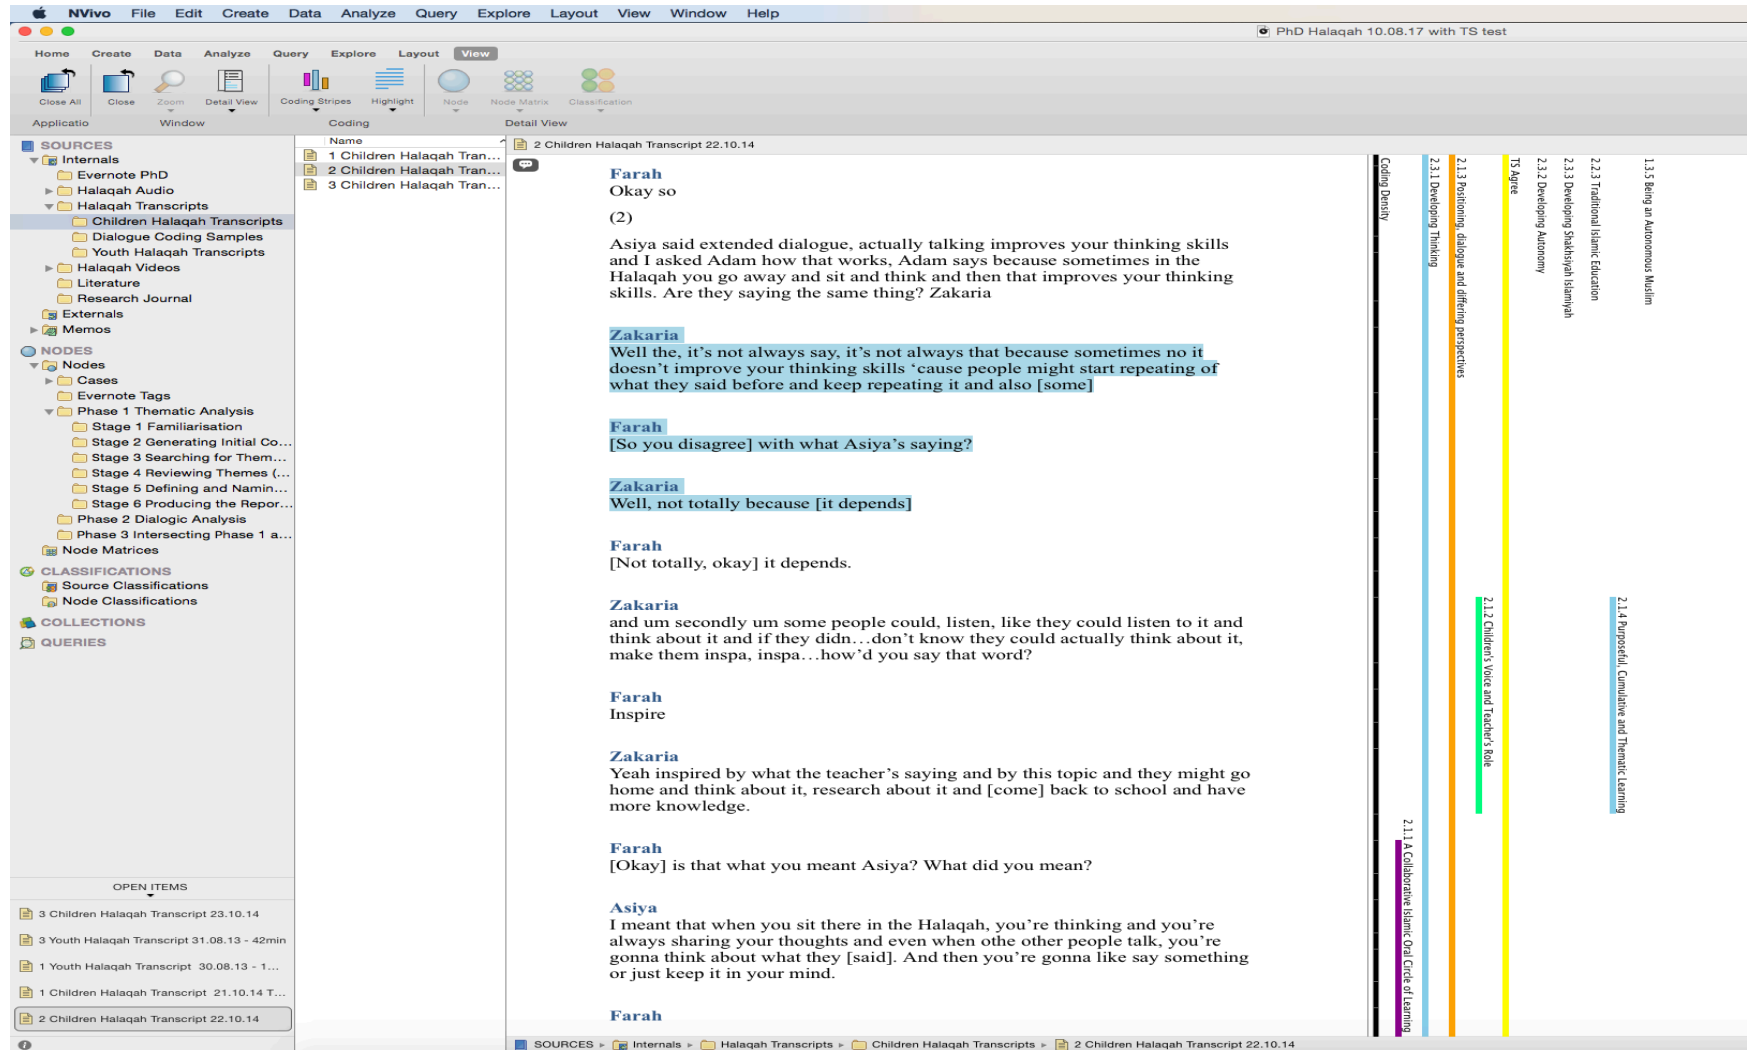 NVivo File Edit Create Data Analyze Query Explore Layout View Window Help
PhD Halaqah 10.08.17 with TS test
Home Create Data Analyze Query Explore Layout View
Close All Close Zoom Detail View Coding Stripes Highlight Node Node Matrix Classification
Applicatio Window Coding Detail View
SOURCES
Internals
Evernote PhD
Halaqah Audio
Halaqah Transcripts
Children Halaqah Transcripts
Dialogue Coding Samples
Youth Halaqah Transcripts
Halaqah Videos
Literature
Research Journal
Externals
Memos
NODES
Nodes
Cases
Evernote Tags
Phase 1 Thematic Analysis
Stage 1 Familiarisation
Stage 2 Generating Initial Co...
Stage 3 Searching for Them...
Stage 4 Reviewing Themes (...
Stage 5 Defining and Namin...
Stage 6 Producing the Repor...
Phase 2 Dialogic Analysis
Phase 3 Intersecting Phase 1 a...
Node Matrices
CLASSIFICATIONS
Source Classifications
Node Classifications
COLLECTIONS
QUERIES
OPEN ITEMS
3 Children Halaqah Transcript 23.10.14
3 Youth Halaqah Transcript 31.08.13 - 42min
1 Youth Halaqah Transcript 30.08.13 - 1...
1 Children Halaqah Transcript 21.10.14 T...
2 Children Halaqah Transcript 22.10.14
Name
1 Children Halaqah Tran...
2 Children Halaqah Tran...
3 Children Halaqah Tran...
2 Children Halaqah Transcript 22.10.14
Farah
Okay so
(2)
Asiya said extended dialogue, actually talking improves your thinking skills
and I asked Adam how that works, Adam says because sometimes in the
Halaqah you go away and sit and think and then that improves your thinking
skills. Are they saying the same thing? Zakaria
Zakaria
Well the, it's not always say, it's not always that because sometimes no it
doesn't improve your thinking skills ‘cause people might start repeating of
what they said before and keep repeating it and also [some]
Farah
[So you disagree] with what Asiya's saying?
Zakaria
Well, not totally because [it depends]
Farah
[Not totally, okay] it depends.
Zakaria
and um secondly um some people could, listen, like they could listen to it and
think about it and if they didn…don't know they could actually think about it,
make them inspa, inspa…how'd you say that word?
Farah
Inspire
Zakaria
Yeah inspired by what the teacher's saying and by this topic and they might go
home and think about it, research about it and [come] back to school and have
more knowledge.
Farah
[Okay] is that what you meant Asiya? What did you mean?
Asiya
I meant that when you sit there in the Halaqah, you're thinking and you're
always sharing your thoughts and even when othe other people talk, you're
gonna think about what they [said]. And then you're gonna like say something
or just keep it in your mind.
Farah
Coding Density
2.1.1 A Collaborative Islamic Oral Circle of Learning
2.3.1 Developing Thinking
2.1.3 Positioning, dialogue and differing perspectives
2.1.2 Children's Voice and Teacher's Role
TS Agree
2.3.2 Developing Autonomy
2.3.3 Developing Shakhsiyah Islamiyah
2.2.3 Traditional Islamic Education
2.1.4 Purposeful, Cumulative and Thematic Learning
1.3.5 Being an Autonomous Muslim
SOURCES Internals Halaqah Transcripts Children Halaqah Transcripts 2 Children Halaqah Transcript 22.10.14